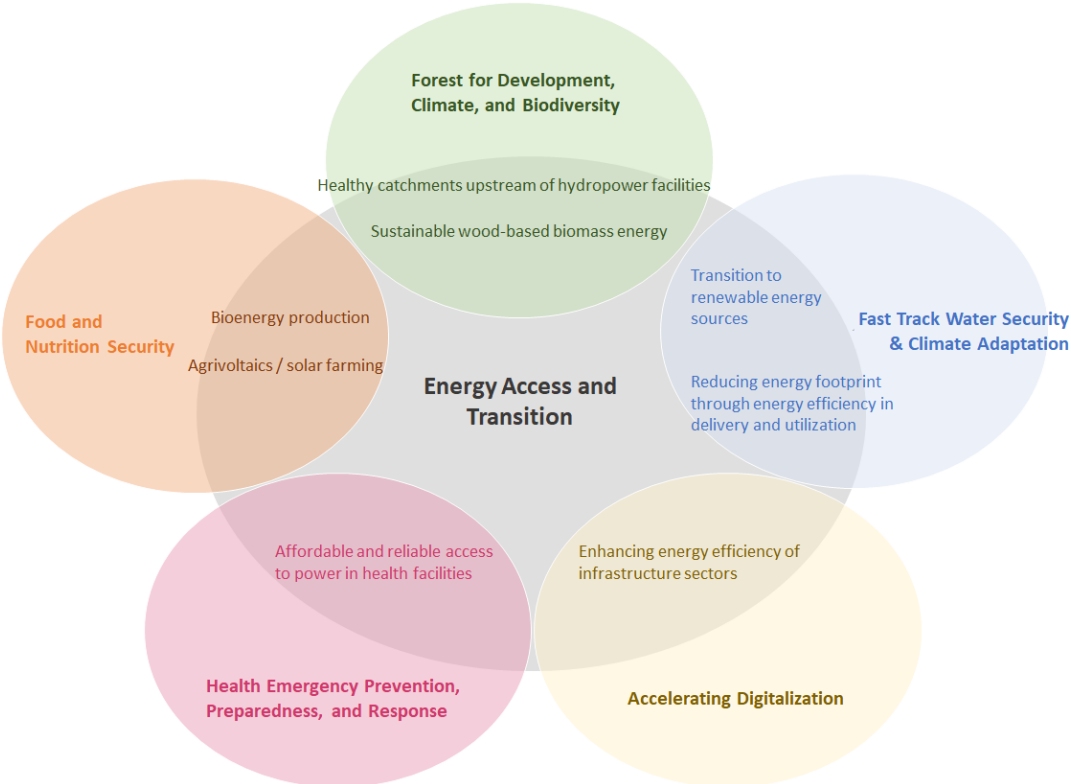 Forest for Development,
Climate, and Biodiversity
Healthy catchments upstream of hydropower facilities
Sustainable wood-based biomass energy
Food and
Nutrition Security
Bioenergy production
Agrivoltaics / solar farming
Energy Access and
Transition
Transition to
renewable energy
sources
Reducing energy footprint
through energy efficiency in
delivery and utilization
Fast Track Water Security
& Climate Adaptation
Affordable and reliable access
to power in health facilities
Health Emergency Prevention,
Preparedness, and Response
Enhancing energy efficiency of
infrastructure sectors
Accelerating Digitalization